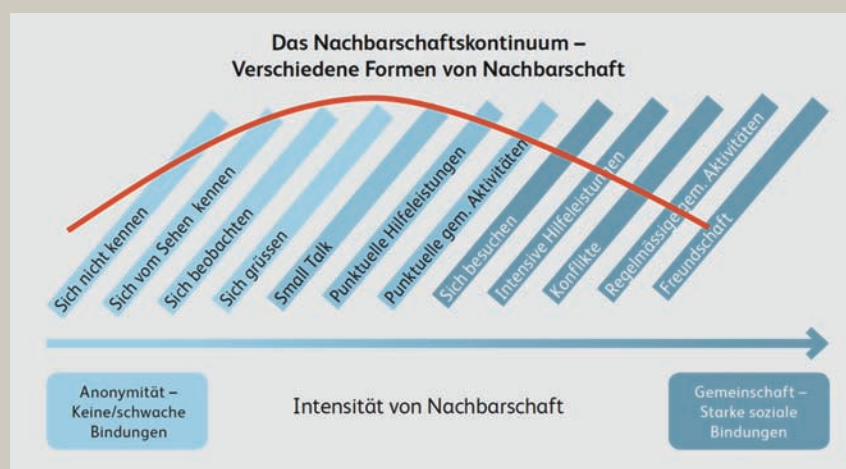 Das Nachbarschaftskontinuum –
Verschiedene Formen von Nachbarschaft
Sich nicht kennen
Sich vom Sehen kennen
Sich beobachten
Sich grüssen
Small Talk
Punktuelle Hilfeleistungen
Punktuelle gem. Aktivitäten
Sich besuchen
Intensive Hilfeleistungen
Konflikte
Regelmässige gem. Aktivitäten
Freundschaft
Anonymität –
Keine/schwache
Bindungen
Intensität von Nachbarschaft
Gemeinschaft –
Starke soziale
Bindungen